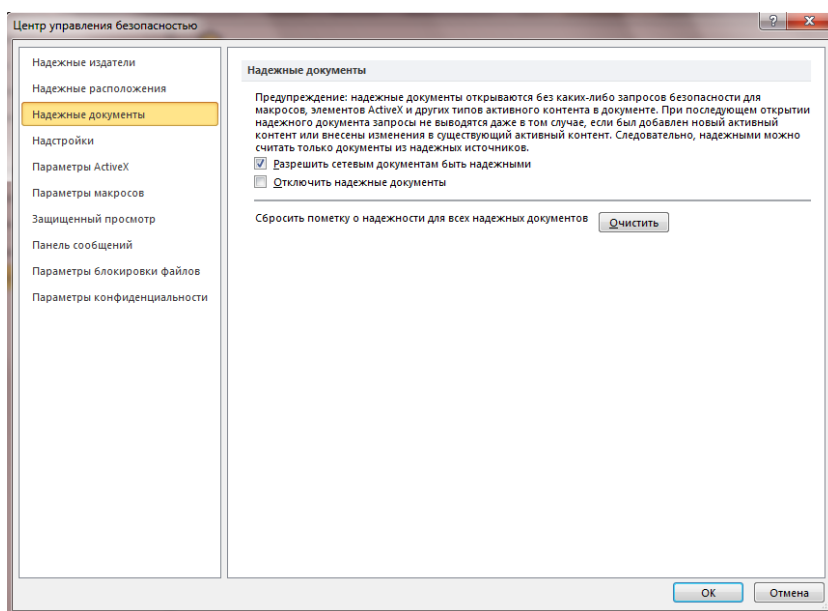 Центр управления безопасностью
Надежные издатели
Надежные расположения
Надежные документы
Надстройки
Параметры ActiveX
Параметры макросов
Защищенный просмотр
Панель сообщений
Параметры блокировки файлов
Параметры конфиденциальности
Надежные документы
Предупреждение: надежные документы открываются без каких-либо запросов безопасности для
макросов, элементов ActiveX и других типов активного контента в документе. При последующем открытии
надежного документа запросы не выводятся даже в том случае, если был добавлен новый активный
контент или внесены изменения в существующий активный контент. Следовательно, надежными можно
считать только документы из надежных источников.
Разрешить сетевым документам быть надежными
Отключить надежные документы
Сбросить пометку о надежности для всех надежных документов
Очистить
ОК
Отмена